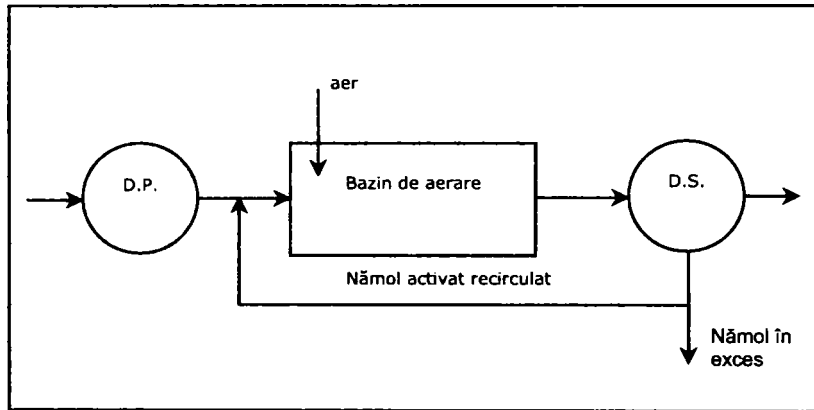 aer
D.P.
Bazin de aerare
D.S.
Nămol activat recirculat
Nămol în
exces